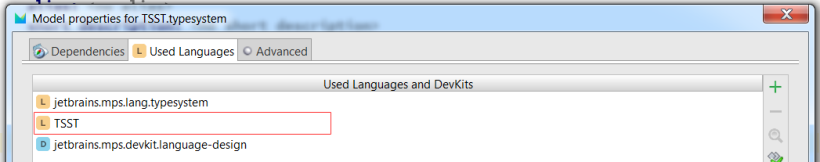 Model properties for TSST.typesystem
Dependencies L Used Languages Advanced
Used Languages and DevKits
L jetbrains.mps.lang.typesystem
L TSST
D jetbrains.mps.devkit.language-design